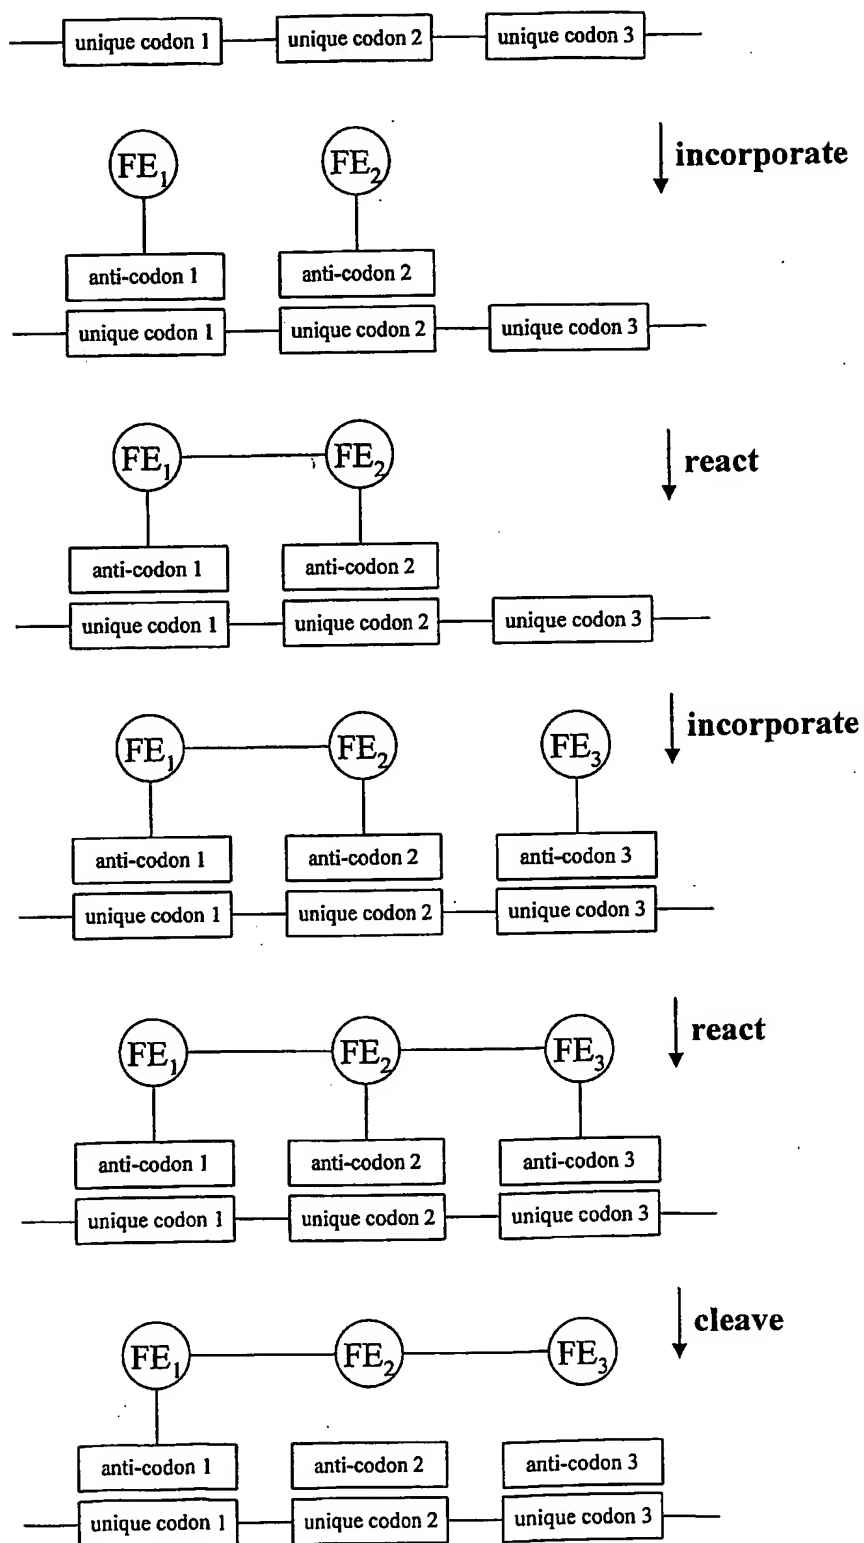 unique codon 1 unique codon 2 unique codon 3
incorporate
FE1 FE2
anti-codon 1 anti-codon 2
unique codon 1 unique codon 2 unique codon 3
react
FE1 FE2
anti-codon 1 anti-codon 2
unique codon 1 unique codon 2 unique codon 3
incorporate
FE1 FE2 FE3
anti-codon 1 anti-codon 2 anti-codon 3
unique codon 1 unique codon 2 unique codon 3
react
FE1 FE2 FE3
anti-codon 1 anti-codon 2 anti-codon 3
unique codon 1 unique codon 2 unique codon 3
cleave
FE1 FE2 FE3
anti-codon 1 anti-codon 2 anti-codon 3
unique codon 1 unique codon 2 unique codon 3